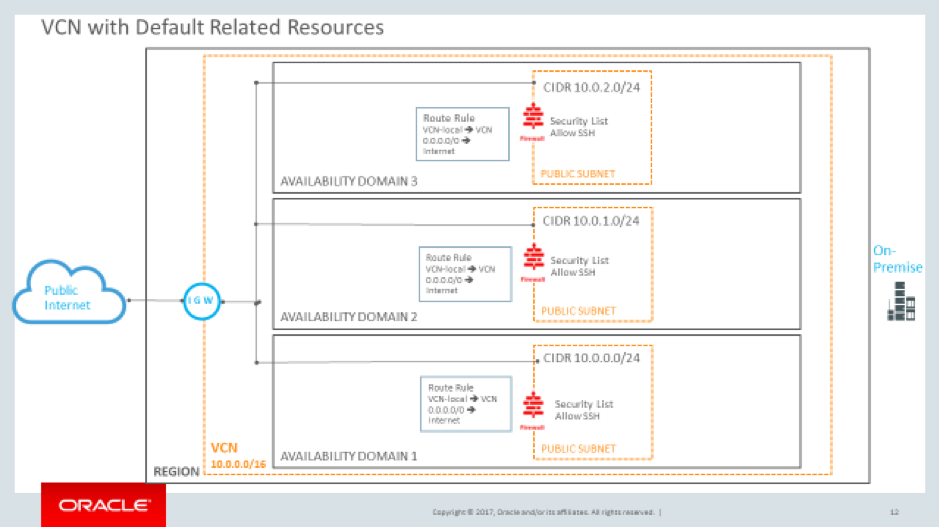 VCN with Default Related Resources
CIDR 10.0.2.0/24
Route Rule
VCN-local ➔ VCN
0.0.0.0/0 ➔
Internet
Security List
Allow SSH
Firewall
PUBLIC SUBNET
AVAILABILITY DOMAIN 3
CIDR 10.0.1.0/24
Route Rule
VCN-local ➔ VCN
0.0.0.0/0 ➔
Internet
Security List
Allow SSH
Firewall
PUBLIC SUBNET
AVAILABILITY DOMAIN 2
On-
Premise
Public
Internet
I G W
CIDR 10.0.0.0/24
Route Rule
VCN-local ➔ VCN
0.0.0.0/0 ➔
Internet
Security List
Allow SSH
Firewall
PUBLIC SUBNET
AVAILABILITY DOMAIN 1
VCN
10.0.0.0/16
REGION
ORACLE
Copyright © 2017, Oracle and/or its affiliates. All rights reserved. |
12